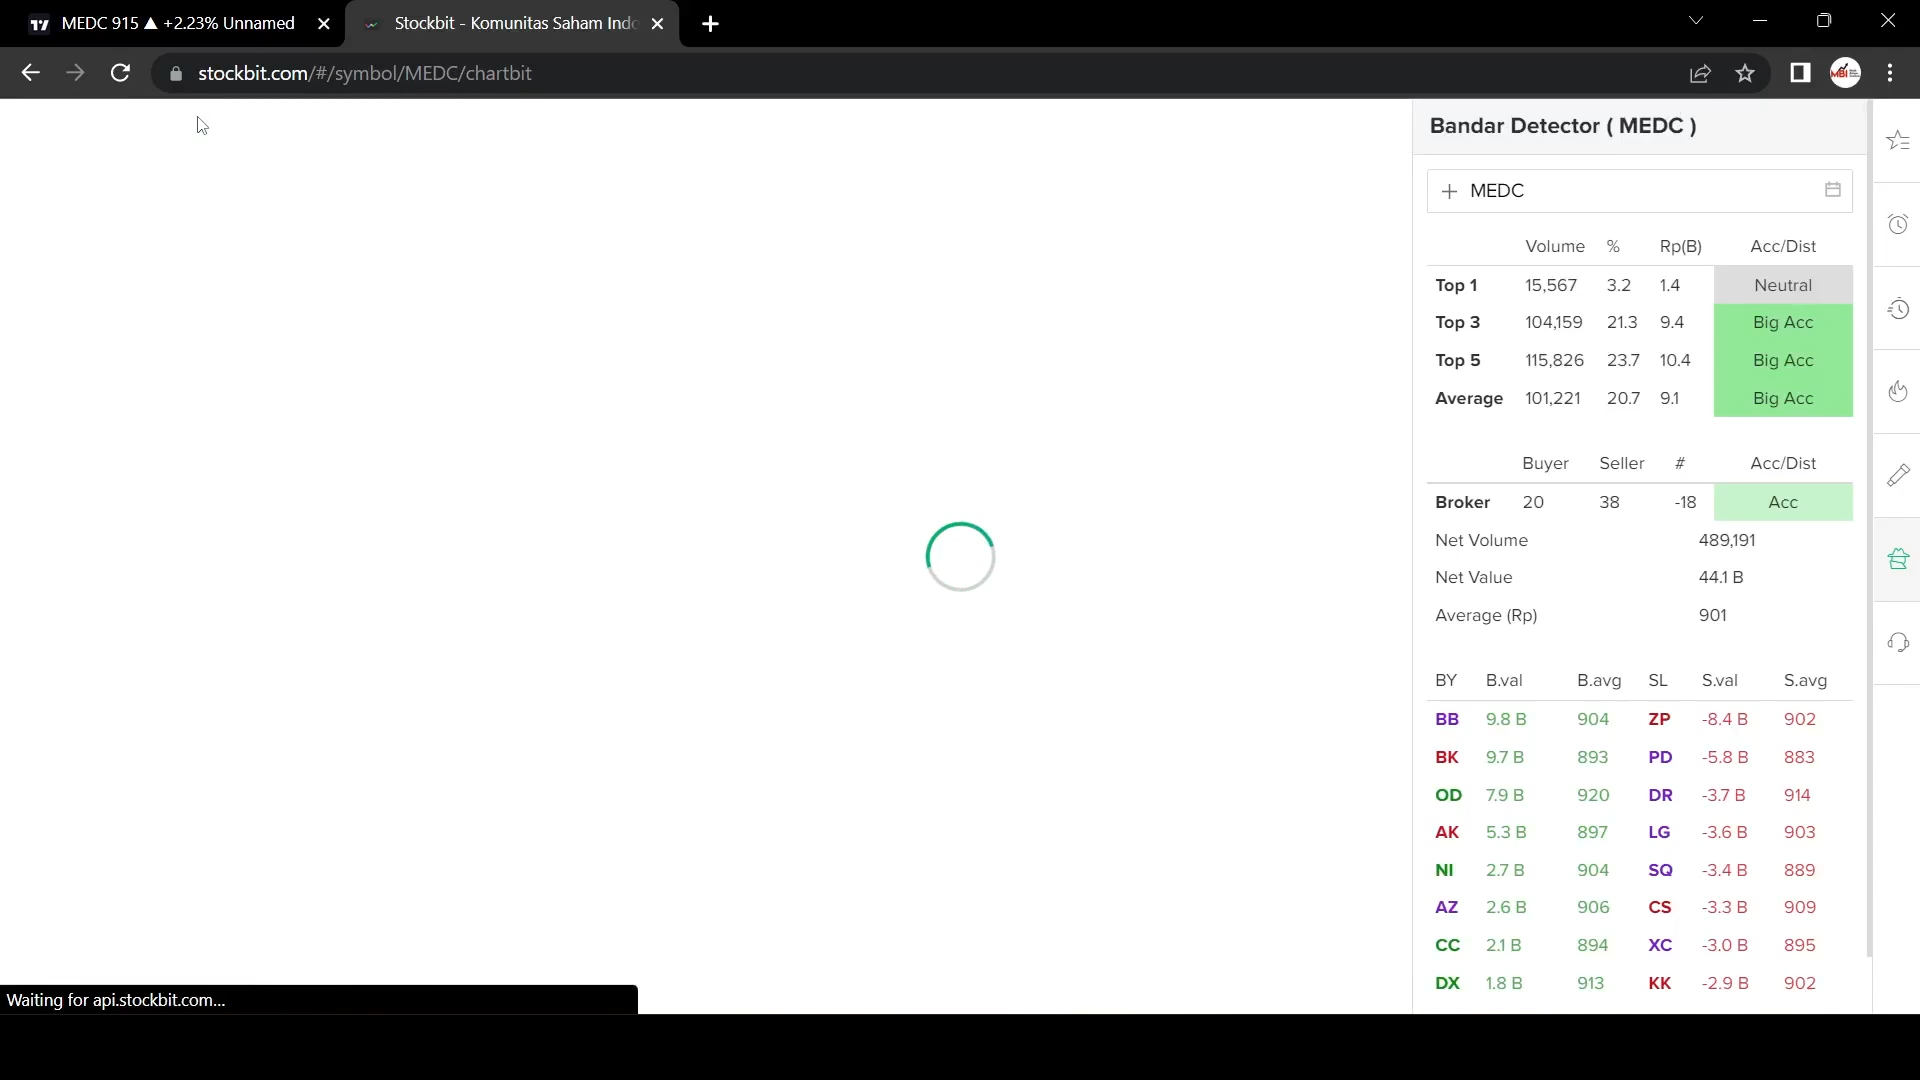 MEDC 915 ▲ +2.23% Unnamed
Stockbit - Komunitas Saham Indo
stockbit.com/#/symbol/MEDC/chartbit
MBI
Bandar Detector ( MEDC )
MEDC
Volume % Rp(B) Acc/Dist
Top 1 15,567 3.2 1.4 Neutral
Top 3 104,159 21.3 9.4 Big Acc
Top 5 115,826 23.7 10.4 Big Acc
Average 101,221 20.7 9.1 Big Acc
Buyer Seller # Acc/Dist
Broker 20 38 -18 Acc
Net Volume 489,191
Net Value 44.1 B
Average (Rp) 901
BY B.val B.avg SL S.val S.avg
BB 9.8 B 904 ZP -8.4 B 902
BK 9.7 B 893 PD -5.8 B 883
OD 7.9 B 920 DR -3.7 B 914
AK 5.3 B 897 LG -3.6 B 903
NI 2.7 B 904 SQ -3.4 B 889
AZ 2.6 B 906 CS -3.3 B 909
CC 2.1 B 894 XC -3.0 B 895
DX 1.8 B 913 KK -2.9 B 902
Waiting for api.stockbit.com...